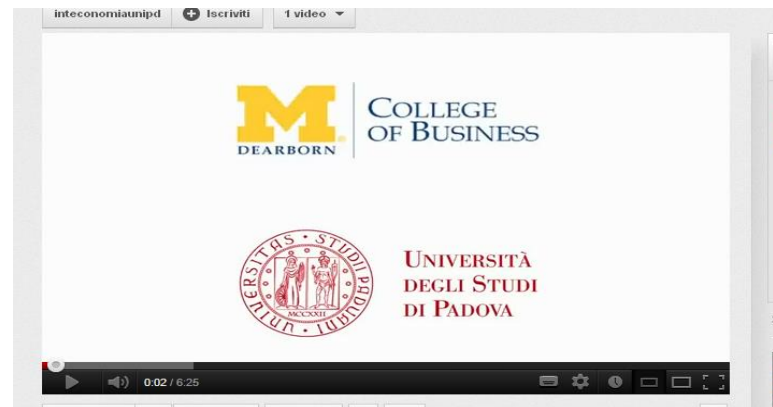 inteconomiaunipd Iscriviti 1 video
M
DEARBORN
COLLEGE
OF BUSINESS
UNIVERSITAS · STUDII PADUANI ·
MCCXXII
UNIVERSITÀ
DEGLI STUDI
DI PADOVA
0:02 / 6:25